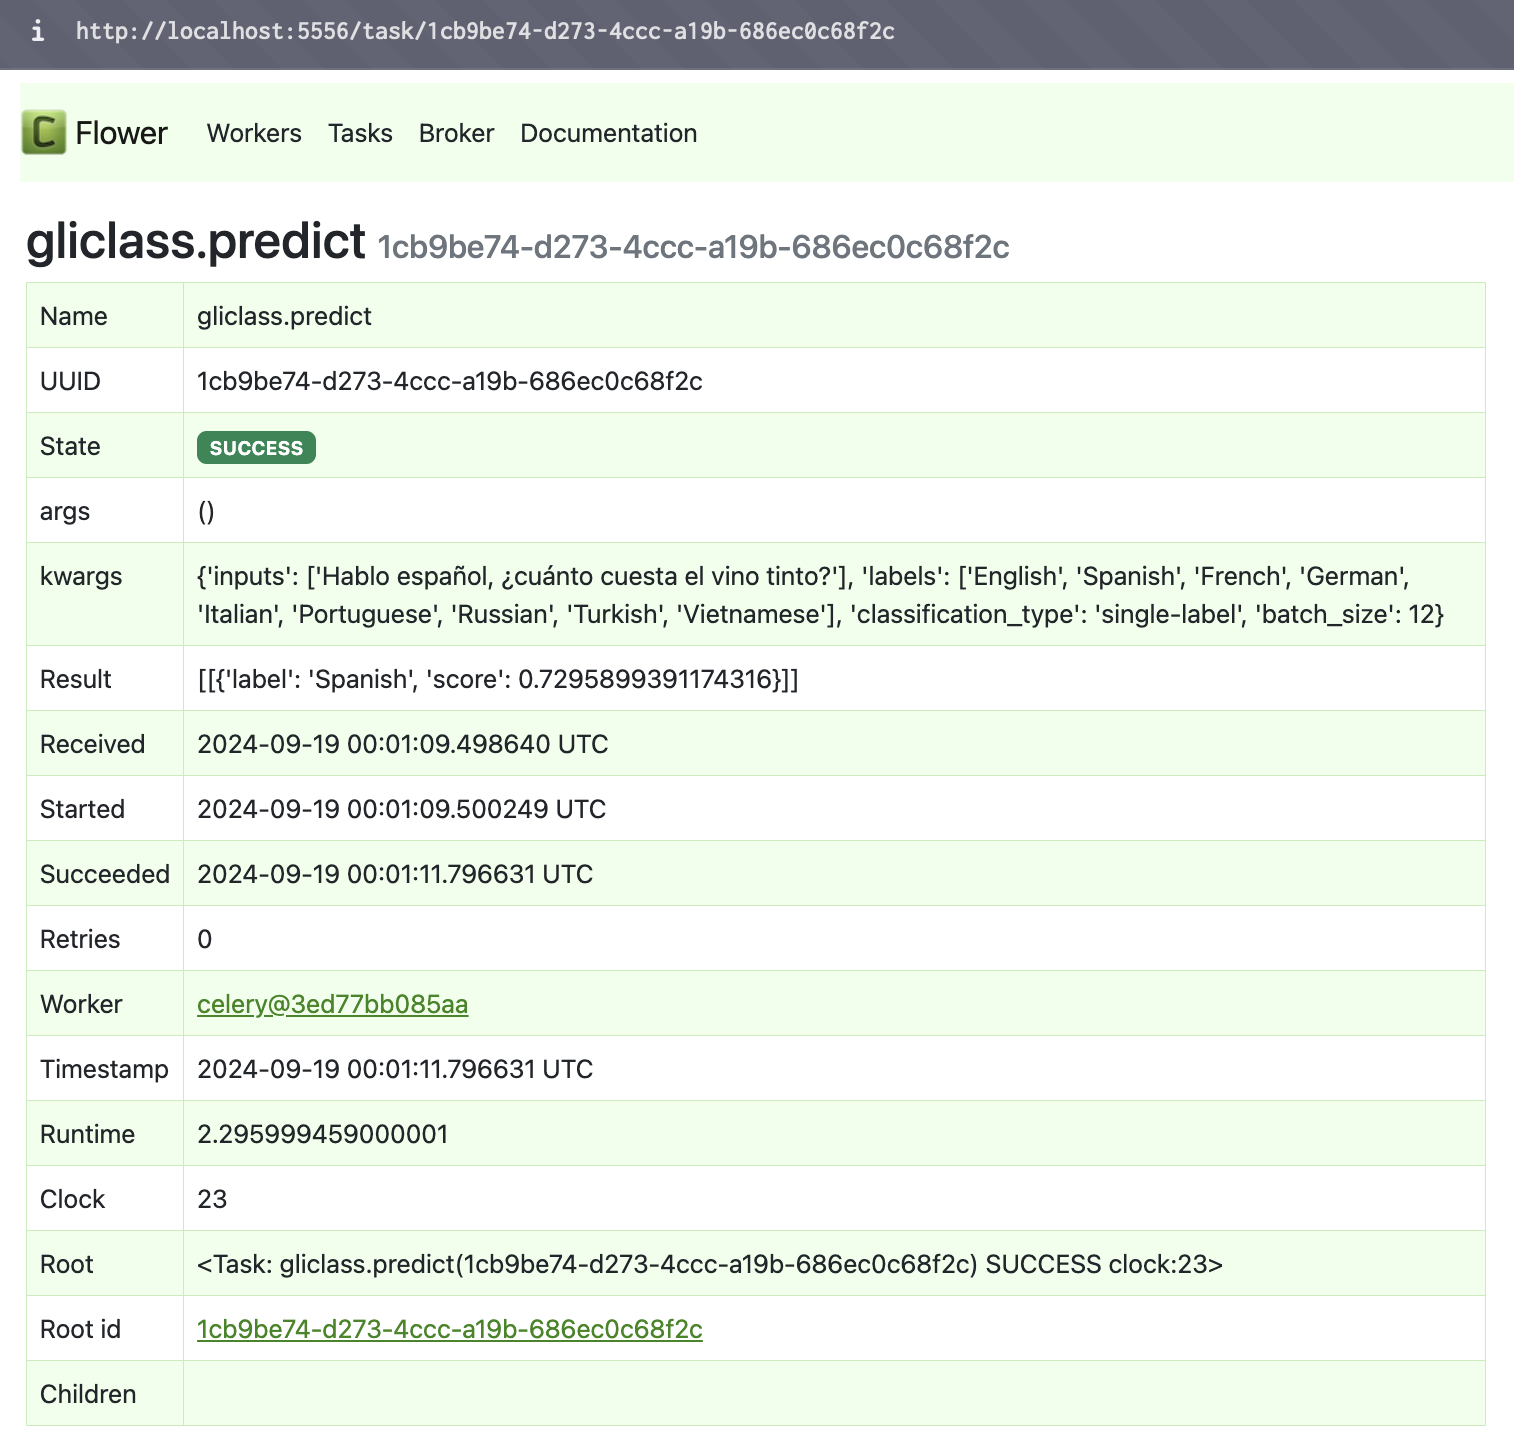 i http://localhost:5556/task/1cb9be74-d273-4ccc-a19b-686ec0c68f2c
C Flower Workers Tasks Broker Documentation
gliclass.predict 1cb9be74-d273-4ccc-a19b-686ec0c68f2c
Name gliclass.predict
UUID 1cb9be74-d273-4ccc-a19b-686ec0c68f2c
State SUCCESS
args ()
kwargs {'inputs': ['Hablo español, ¿cuánto cuesta el vino tinto?'], 'labels': ['English', 'Spanish', 'French', 'German',
'Italian', 'Portuguese', 'Russian', 'Turkish', 'Vietnamese'], 'classification_type': 'single-label', 'batch_size': 12}
Result [[{'label': 'Spanish', 'score': 0.7295899391174316}]]
Received 2024-09-19 00:01:09.498640 UTC
Started 2024-09-19 00:01:09.500249 UTC
Succeeded 2024-09-19 00:01:11.796631 UTC
Retries 0
Worker celery@3ed77bb085aa
Timestamp 2024-09-19 00:01:11.796631 UTC
Runtime 2.295999459000001
Clock 23
Root <Task: gliclass.predict(1cb9be74-d273-4ccc-a19b-686ec0c68f2c) SUCCESS clock:23>
Root id 1cb9be74-d273-4ccc-a19b-686ec0c68f2c
Children